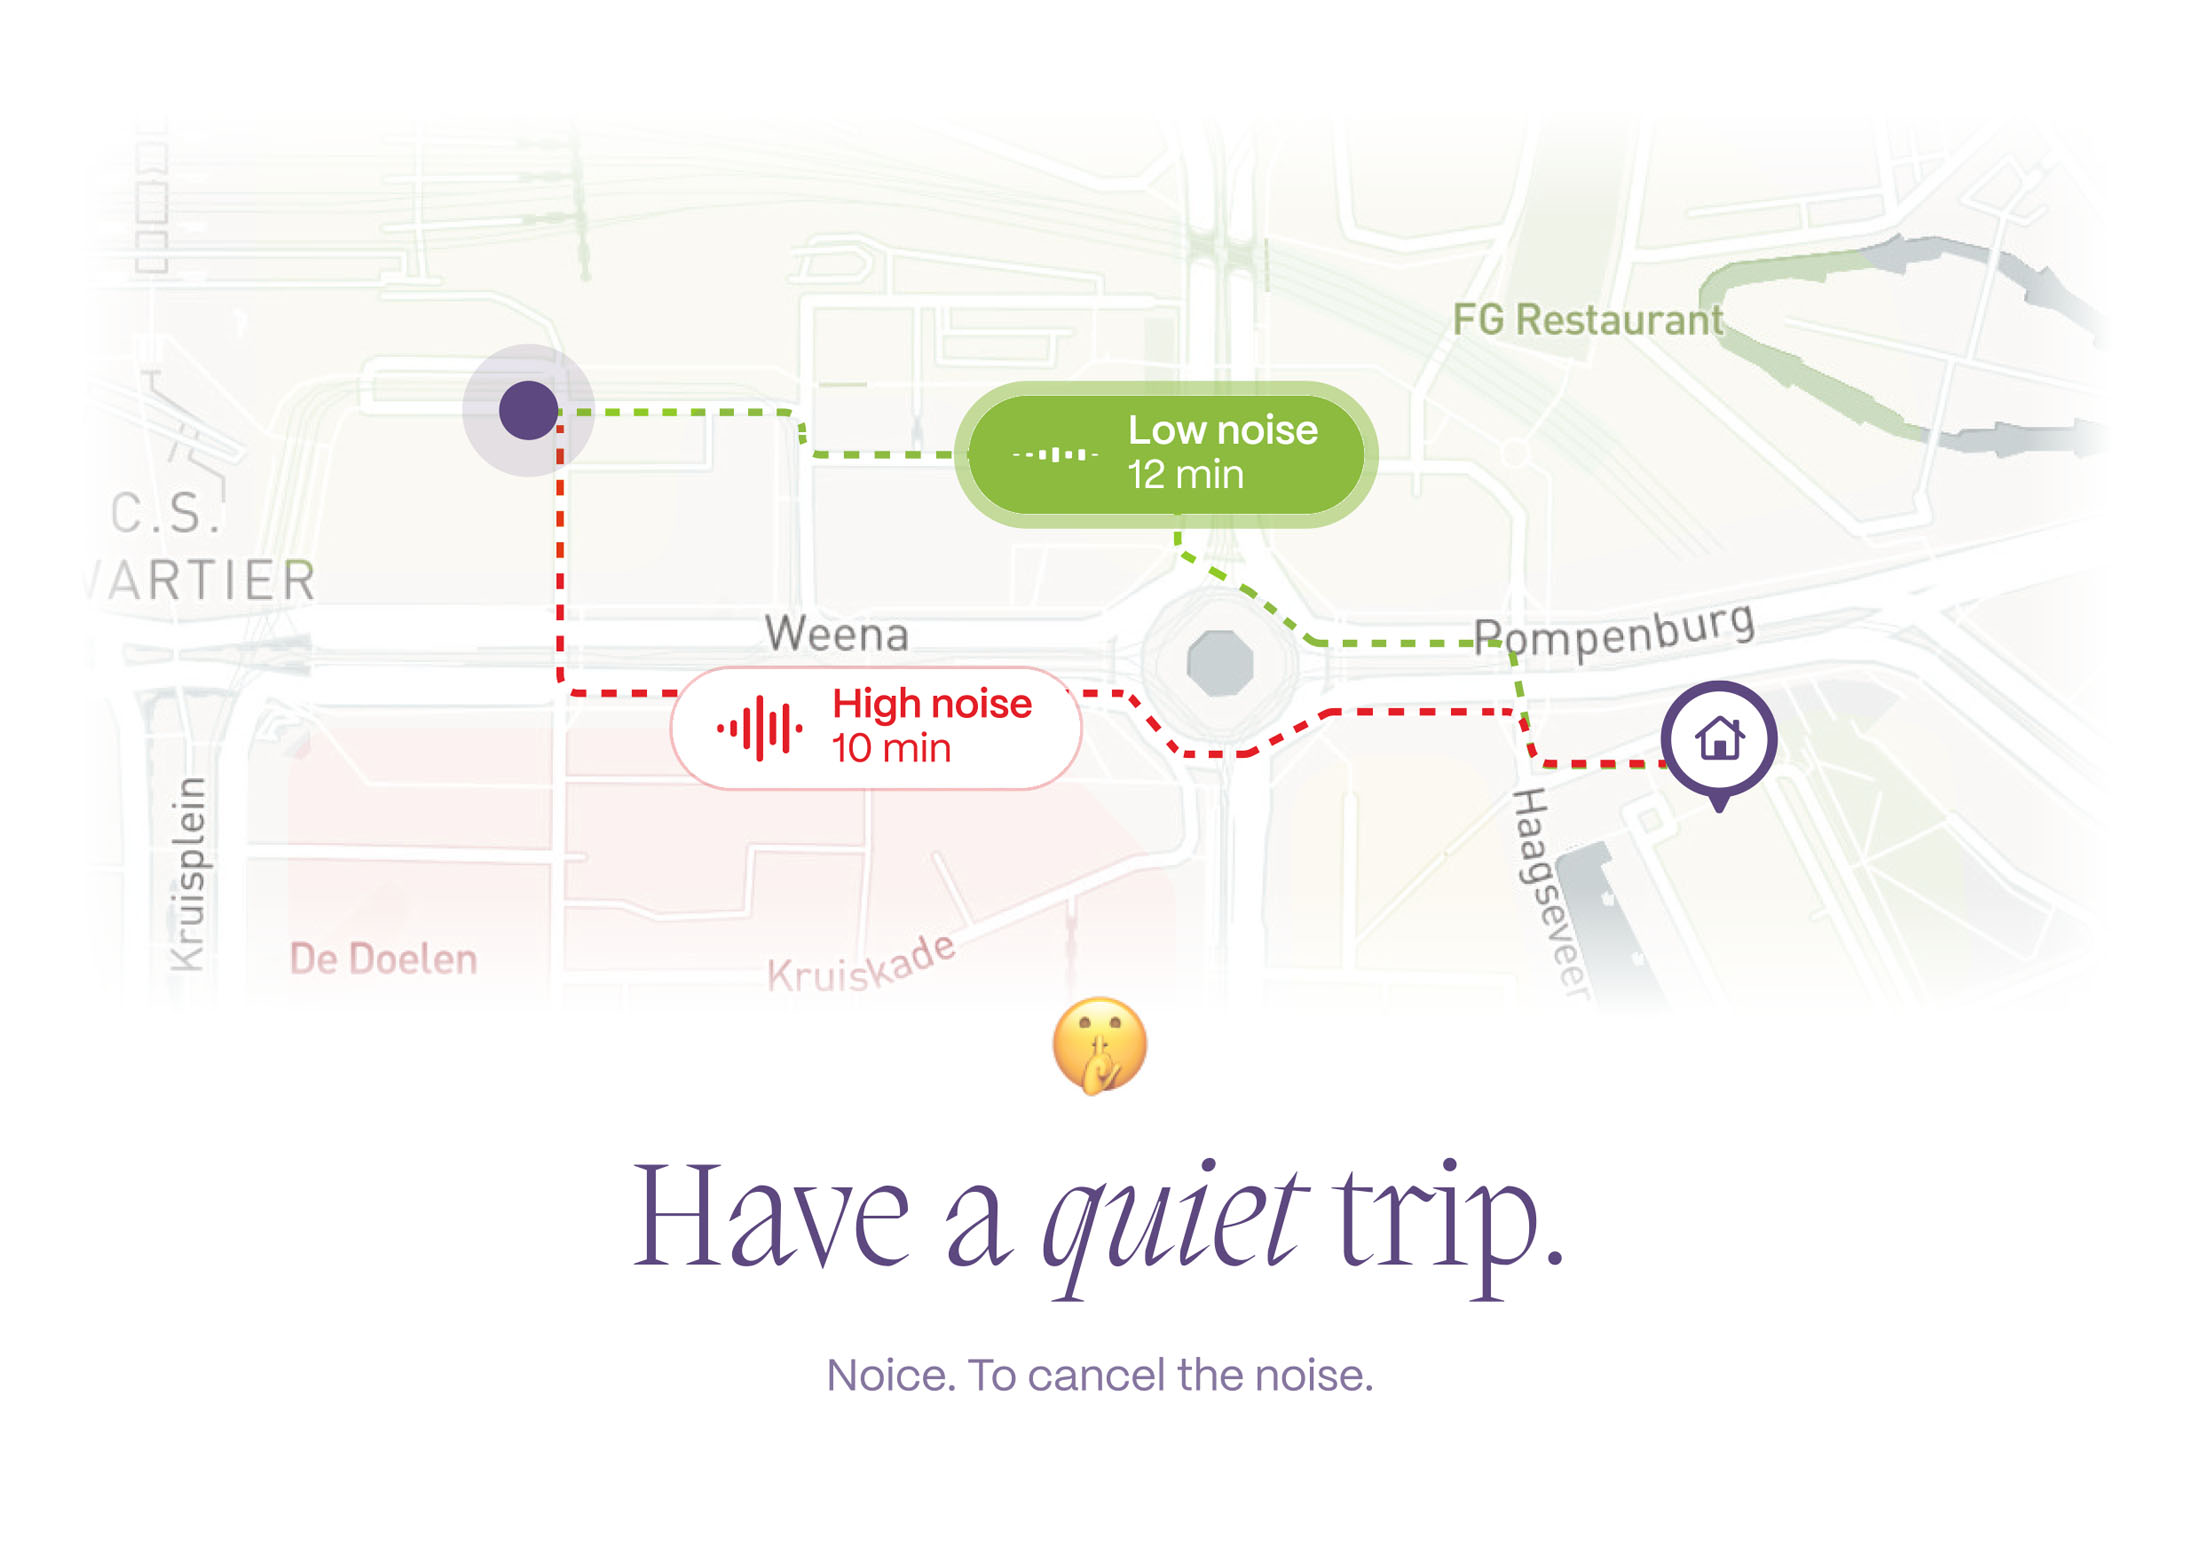 FG Restaurant
Low noise
12 min
C.S.
VARTIER
Weena
Pompenburg
High noise
10 min
Kruisplein
Haagseveer
De Doelen
Kruiskade
Have a quiet trip.
Noice. To cancel the noise.